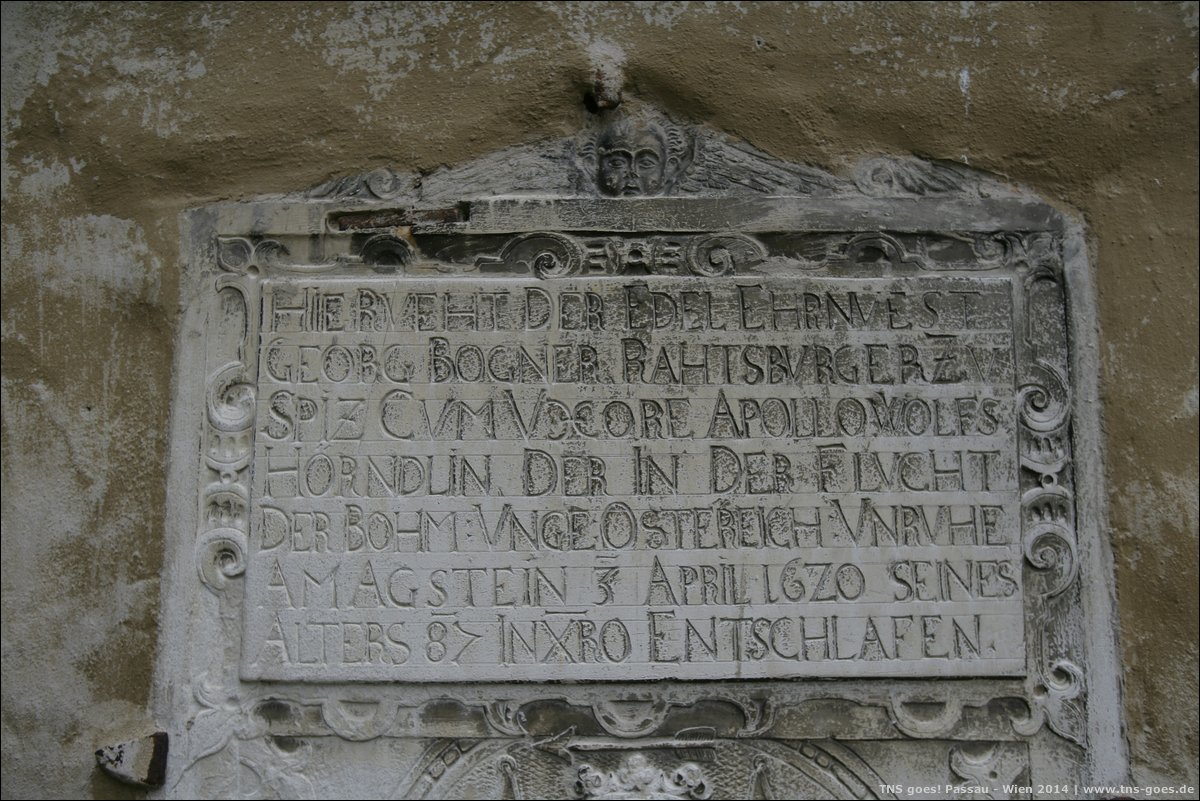 HIE RVEHT DER EDEL EHRNVEST
GEORG BOGNER RAHTSBVRGER ZV
SPIZ CVM VXORE APOLLO WOLFS
HÖRNDLIN DER IN DER FLVCHT
DER BÖHM VNGE ÖSTEREICH VNRVHE
AM AGSTEIN 3 APRIL 1620 SEINES
ALTERS 87 IN XRO ENTSCHLAFEN.
TNS goes! Passau - Wien 2014 | www.tns-goes.de